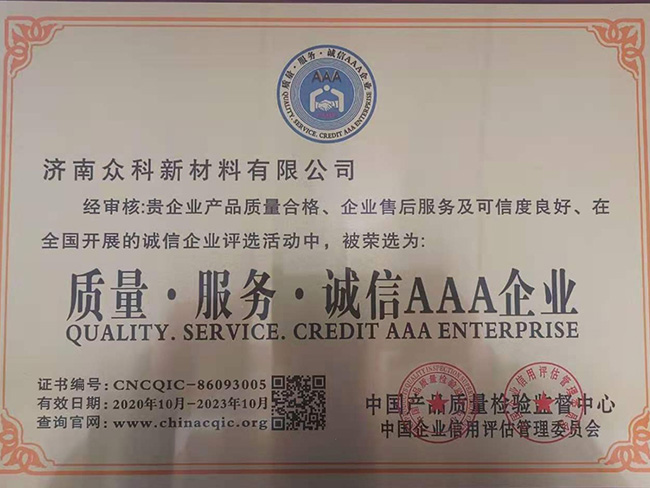 质量·服务·诚信AAA企业
AAA
QUALITY. SERVICE. CREDIT AAA ENTERPRISE
济南众科新材料有限公司
经审核:贵企业产品质量合格、企业售后服务及可信度良好、在
全国开展的诚信企业评选活动中，被荣选为:
质量·服务·诚信AAA企业
QUALITY. SERVICE. CREDIT AAA ENTERPRISE
证书编号: CNCQIC-86093005
有效日期: 2020年10月-2023年10月
查询官网: www.chinacqic.org
中国产品质量检验监督中心
中国企业信用评估管理委员会